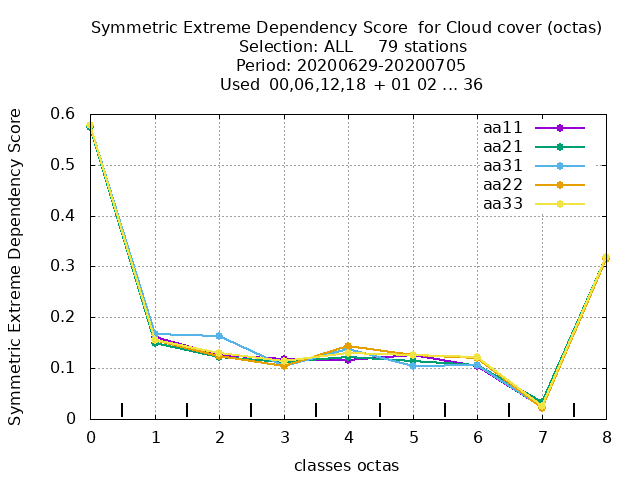 Symmetric Extreme Dependency Score  for Cloud cover (octas)
Selection: ALL     79 stations
Period: 20200629-20200705
Used  00,06,12,18  + 01 02 ... 36
Symmetric Extreme Dependency Score
0.6
0.5
0.4
0.3
0.2
0.1
0
aa11
aa21
aa31
aa22
aa33
0 1 2 3 4 5 6 7 8
classes octas